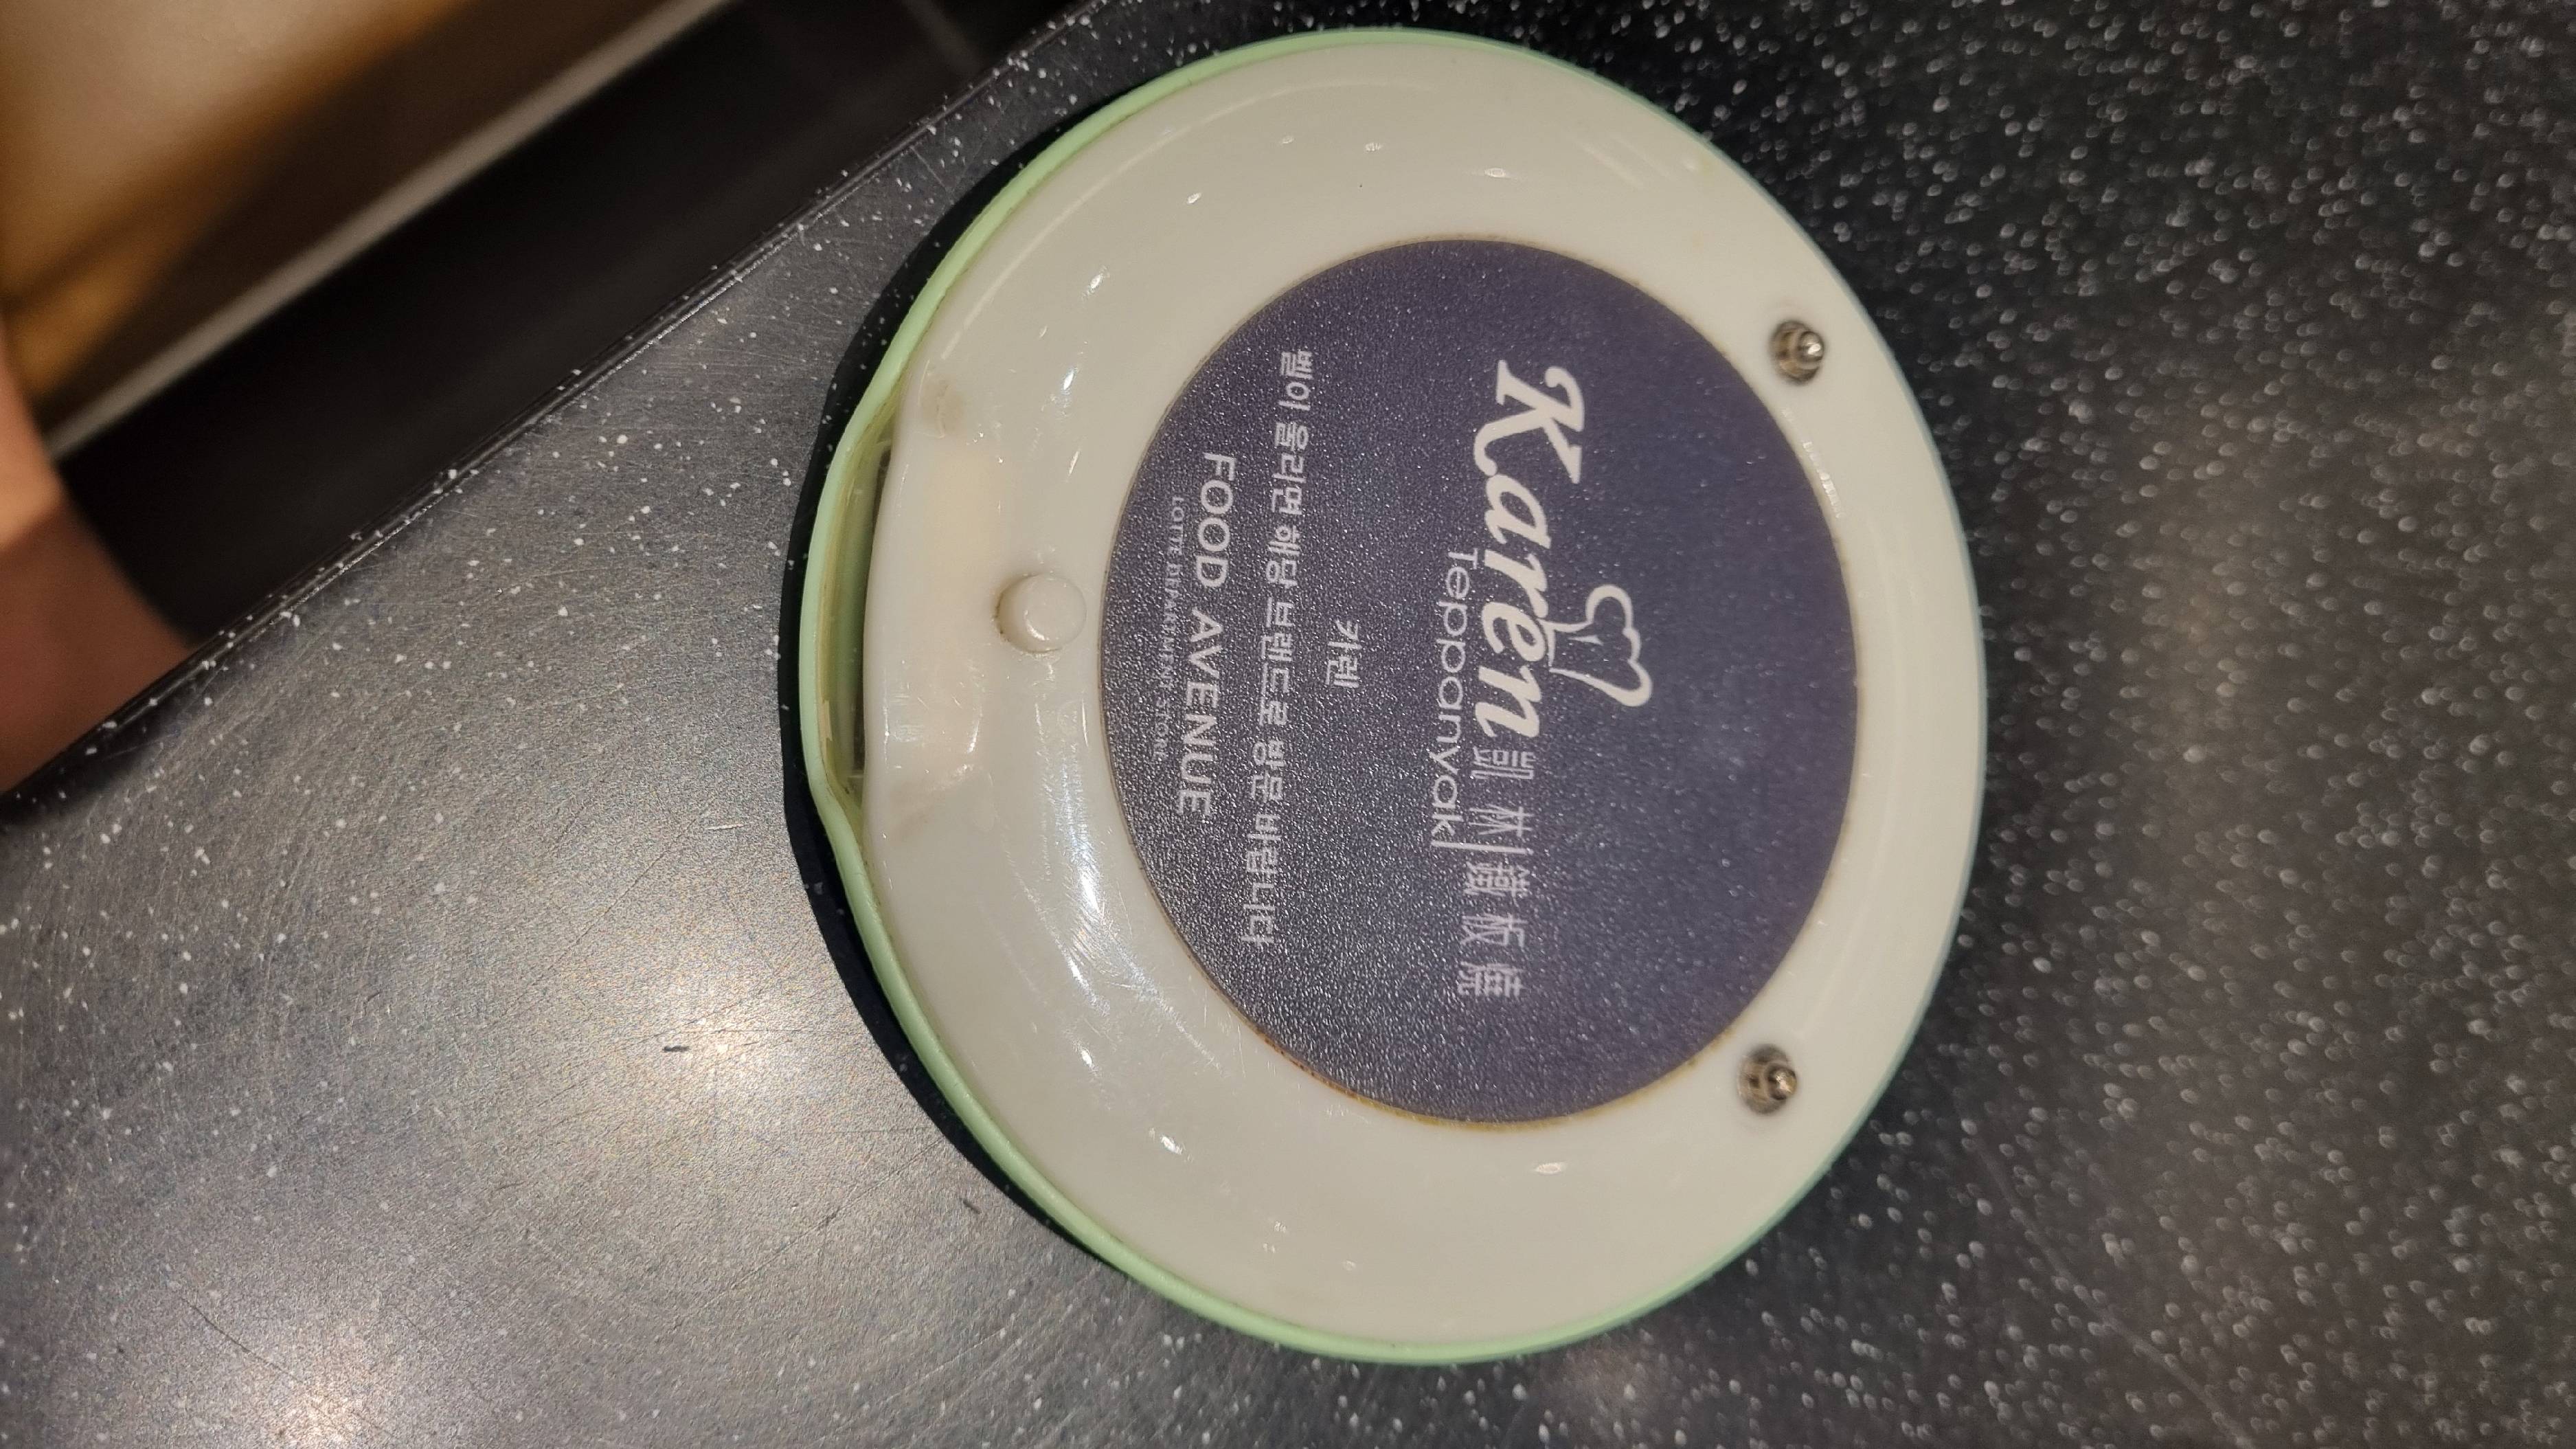 Karen 凱林鐵板燒
Teppanyaki
카렌
벨이 울리면 해당 브랜드로 방문 바랍니다
FOOD AVENUE
LOTTE DEPARTMENT STORE